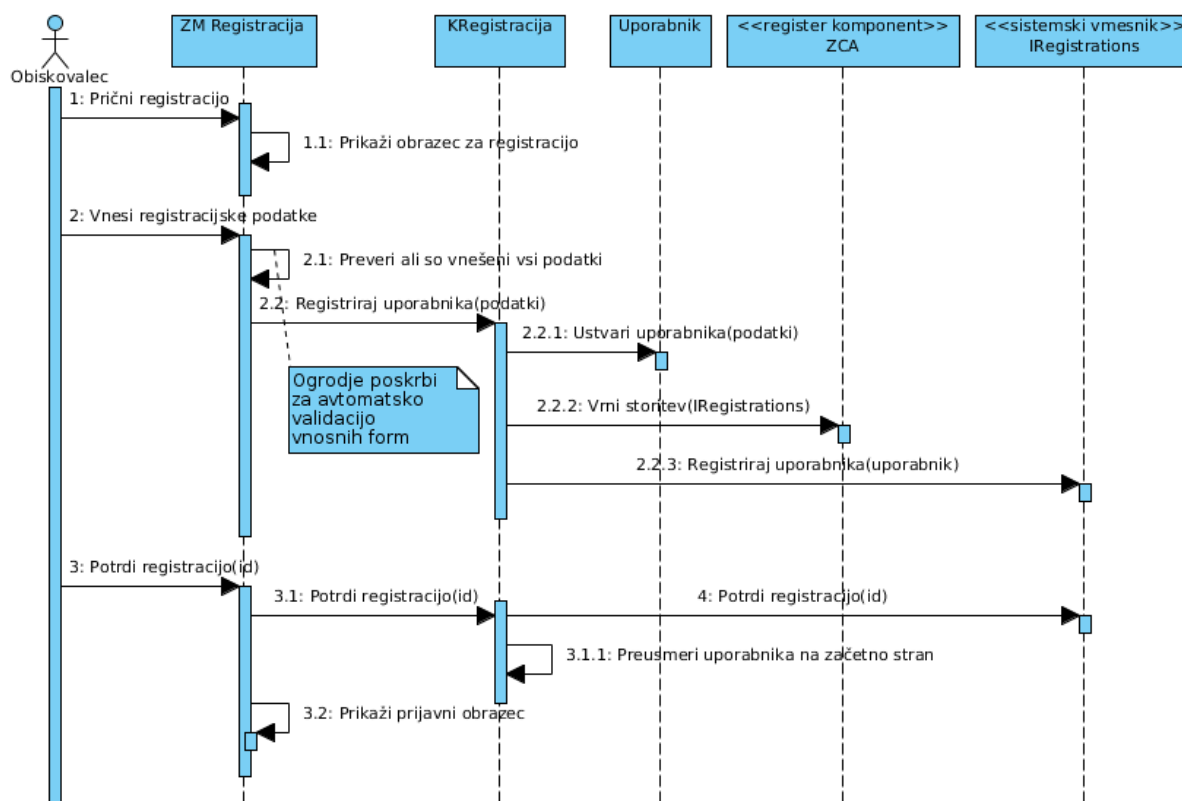 ZM Registracija
KRegistracija
Uporabnik
<<register komponent>>
ZCA
<<sistemski vmesnik>>
IRegistrations
Obiskovalec
1: Prični registracijo
1.1: Prikaži obrazec za registracijo
2: Vnesi registracijske podatke
2.1: Preveri ali so vnešeni vsi podatki
2.2: Registriraj uporabnika(podatki)
2.2.1: Ustvari uporabnika(podatki)
Ogrodje poskrbi
za avtomatsko
validacijo
vnosnih form
2.2.2: Vrni storitev(IRegistrations)
2.2.3: Registriraj uporabnika(uporabnik)
3: Potrdi registracijo(id)
3.1: Potrdi registracijo(id)
4: Potrdi registracijo(id)
3.1.1: Preusmeri uporabnika na začetno stran
3.2: Prikaži prijavni obrazec